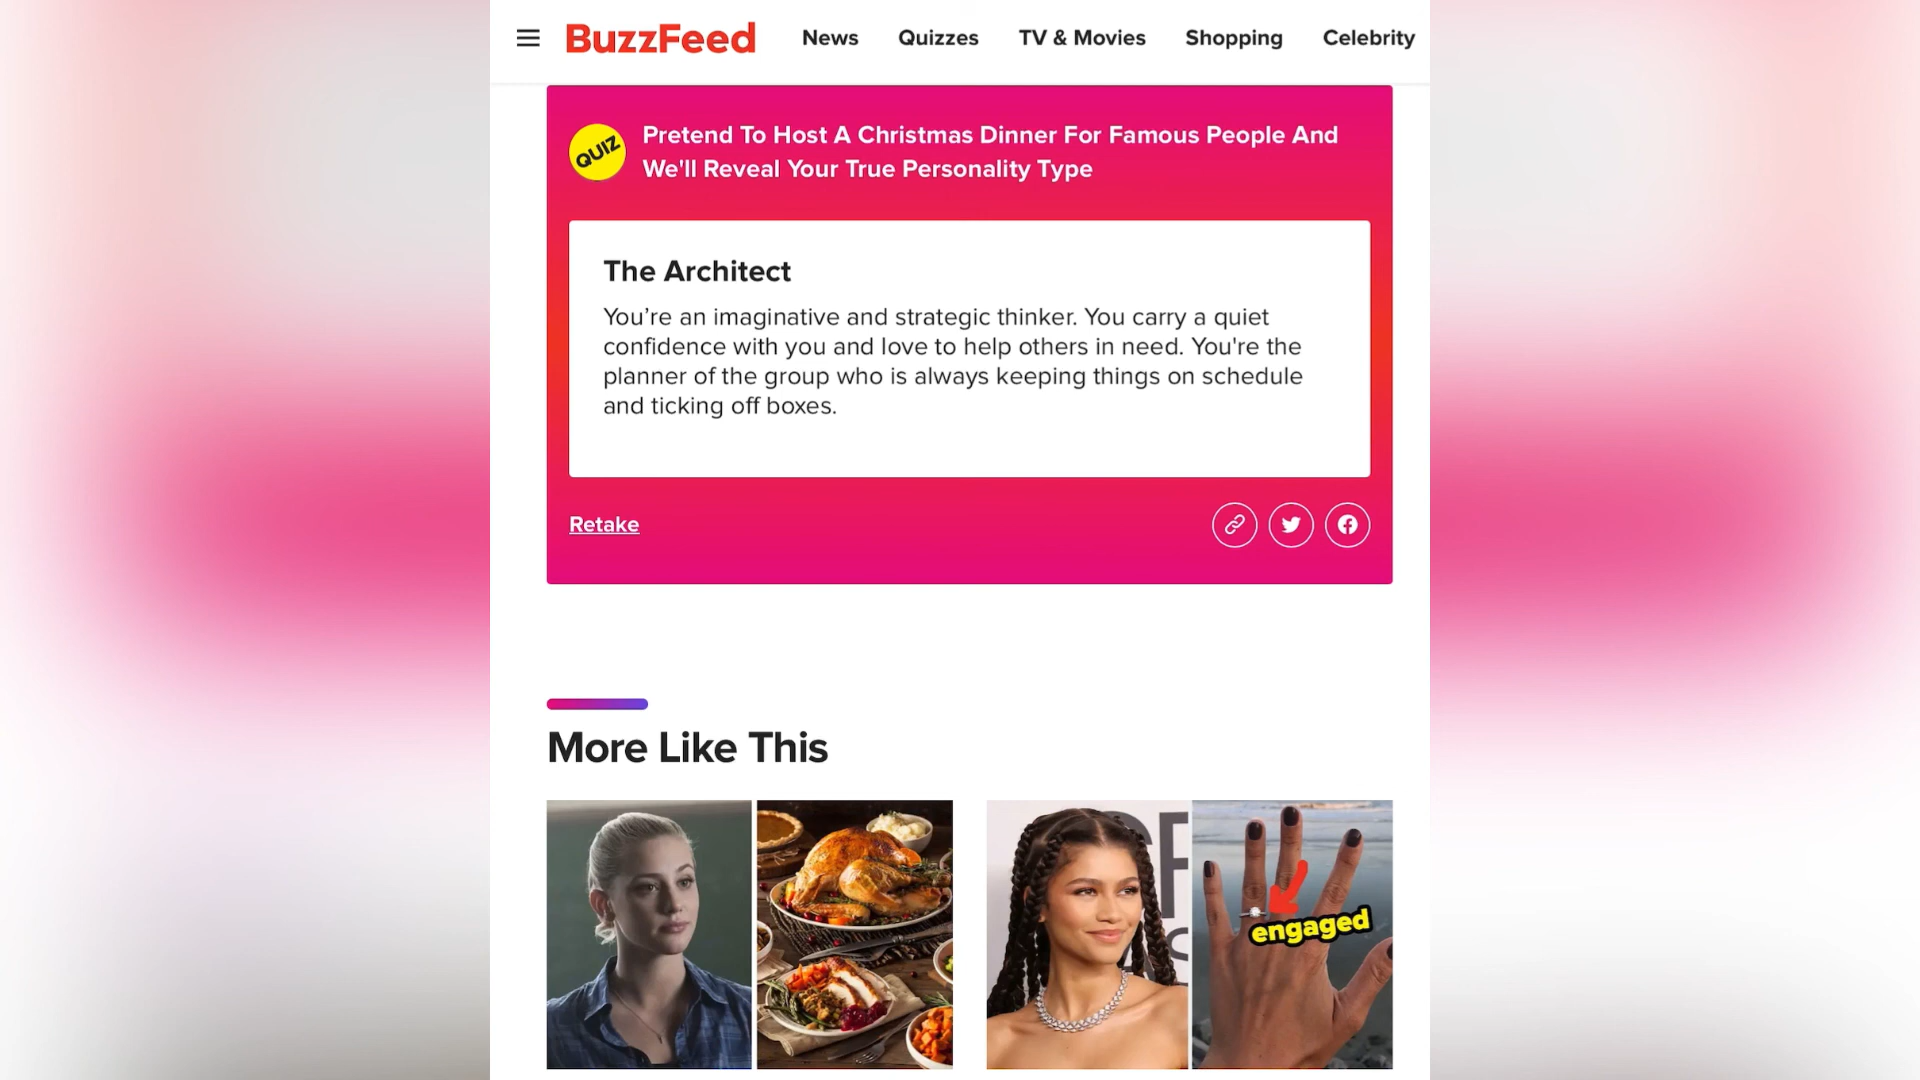 BuzzFeed News Quizzes TV & Movies Shopping Celebrity
QUIZ
Pretend To Host A Christmas Dinner For Famous People And
We'll Reveal Your True Personality Type
The Architect
You’re an imaginative and strategic thinker. You carry a quiet
confidence with you and love to help others in need. You're the
planner of the group who is always keeping things on schedule
and ticking off boxes.
Retake
More Like This
engaged